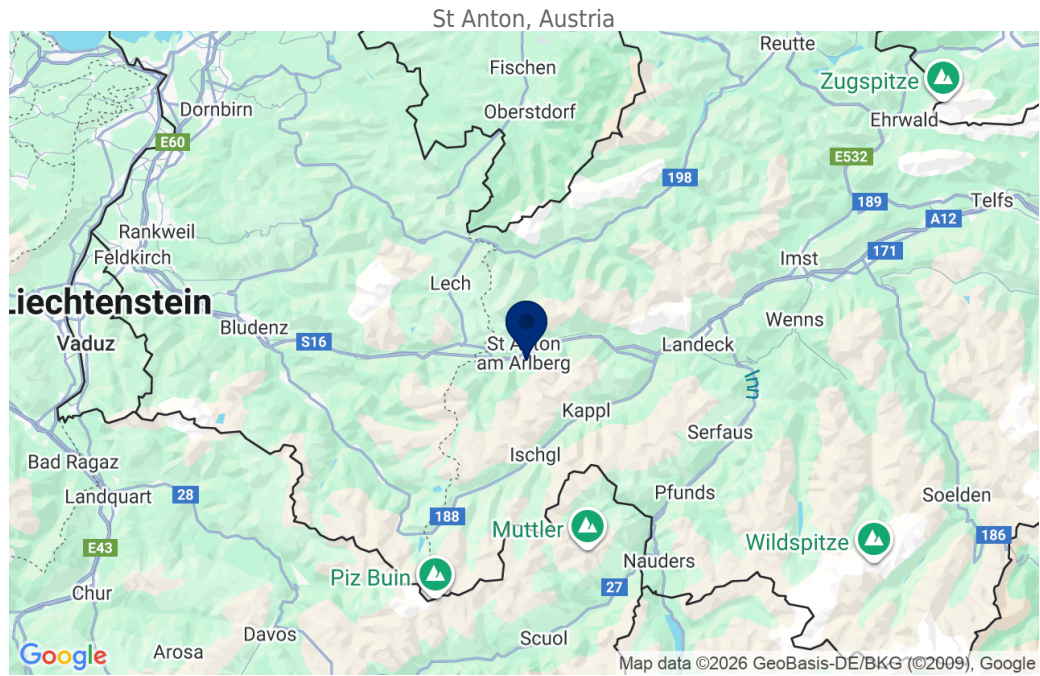 St Anton, Austria
Reutte
Fischen
Zugspitze
Oberstdorf
Dornbirn
Ehrwald
E60
E532
198
189
Telfs
A12
Rankweil
171
Feldkirch
Imst
Lech
Liechtenstein
Bludenz
Wenns
S16
Vaduz
St Anton
am Arlberg
Landeck
Inn
Kappl
Serfaus
Ischgl
Bad Ragaz
Landquart
28
Pfunds
Soelden
188
Muttler
Wildspitze
186
E43
Nauders
Piz Buin
27
Chur
Davos
Scuol
Arosa
Google
Map data ©2026 GeoBasis-DE/BKG (©2009), Google